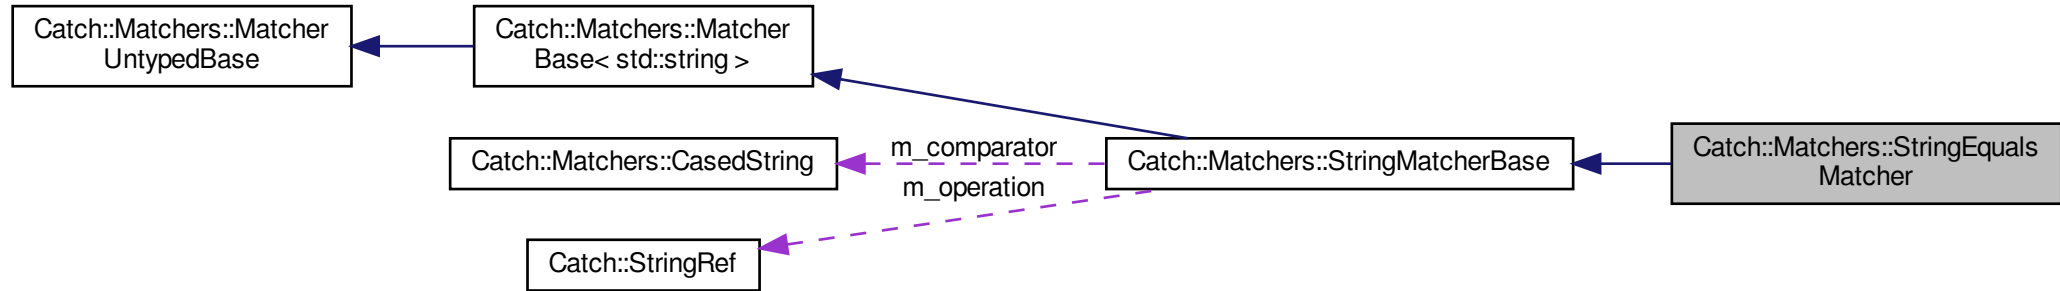 Catch::Matchers::Matcher
UntypedBase
Catch::Matchers::Matcher
Base< std::string >
Catch::Matchers::CasedString
m_comparator
m_operation
Catch::StringRef
Catch::Matchers::StringMatcherBase
Catch::Matchers::StringEquals
Matcher